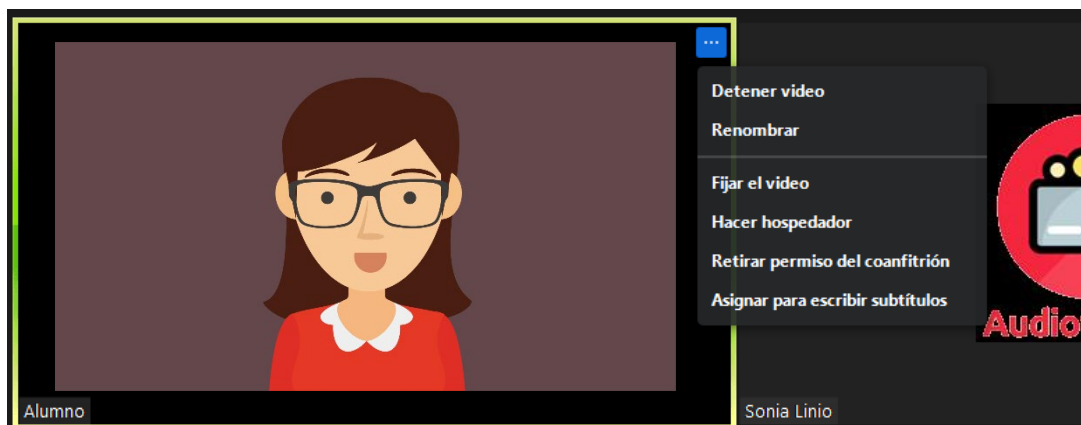 Detener video
Renombrar
Fijar el video
Hacer hospedador
Retirar permiso del coanfitrión
Asignar para escribir subtítulos
Audio
Alumno
Sonia Linio